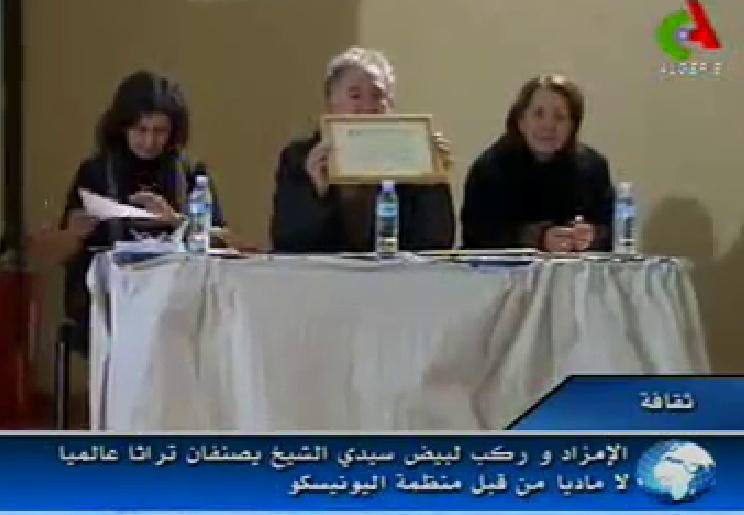 ALGERIE
ثقافة
الإمزاد و ركب لبيض سيدي الشيخ يصنفان تراثا عالميا
لا ماديا من قبل منظمة اليونيسكو